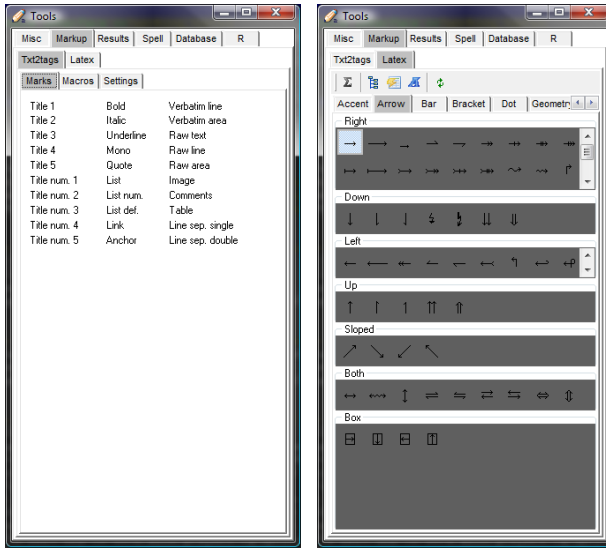 Tools
Misc Markup Results Spell Database R
Txt2tags Latex
Marks Macros Settings
Title 1 Bold Verbatim line
Title 2 Italic Verbatim area
Title 3 Underline Raw text
Title 4 Mono Raw line
Title 5 Quote Raw area
Title num. 1 List Image
Title num. 2 List num. Comments
Title num. 3 List def. Table
Title num. 4 Link Line sep. single
Title num. 5 Anchor Line sep. double
Tools
Misc Markup Results Spell Database R
Txt2tags Latex
Σ
Accent Arrow Bar Bracket Dot Geometry
Right
Down
Left
Up
Sloped
Both
Box